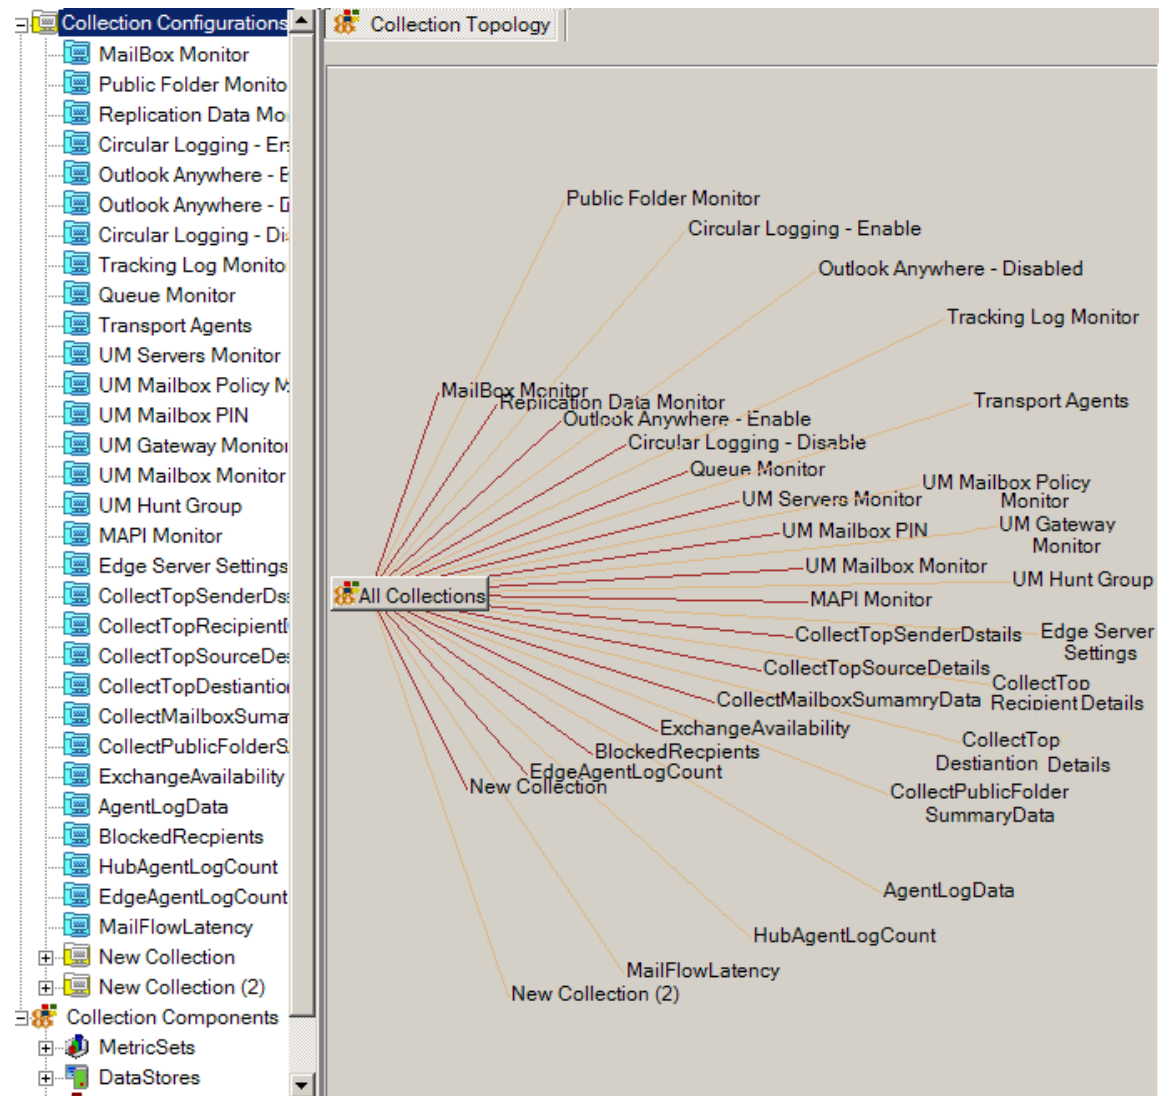 Collection Configurations
MailBox Monitor
Public Folder Monito
Replication Data Mo
Circular Logging - En
Outlook Anywhere - E
Outlook Anywhere - D
Circular Logging - Di
Tracking Log Monito
Queue Monitor
Transport Agents
UM Servers Monitor
UM Mailbox Policy M
UM Mailbox PIN
UM Gateway Monitor
UM Mailbox Monitor
UM Hunt Group
MAPI Monitor
Edge Server Settings
CollectTopSenderDs
CollectTopRecipientD
CollectTopSourceDe
CollectTopDestiantio
CollectMailboxSuma
CollectPublicFolderS
ExchangeAvailability
AgentLogData
BlockedRecpients
HubAgentLogCount
EdgeAgentLogCount
MailFlowLatency
New Collection
New Collection (2)
Collection Components
MetricSets
DataStores
Collection Topology
Public Folder Monitor
Circular Logging - Enable
Outlook Anywhere - Disabled
Tracking Log Monitor
MailBox Monitor
Replication Data Monitor
Transport Agents
Outlook Anywhere - Enable
Circular Logging - Disable
Queue Monitor
UM Mailbox Policy
Monitor
UM Servers Monitor
UM Gateway
Monitor
UM Mailbox PIN
UM Mailbox Monitor
UM Hunt Group
All Collections
MAPI Monitor
CollectTopSenderDstails
Edge Server
Settings
CollectTopSourceDetails
CollectTop
Recipient Details
CollectMailboxSumamryData
ExchangeAvailability
CollectTop
Destiantion Details
BlockedRecpients
EdgeAgentLogCount
New Collection
CollectPublicFolder
SummaryData
AgentLogData
HubAgentLogCount
MailFlowLatency
New Collection (2)